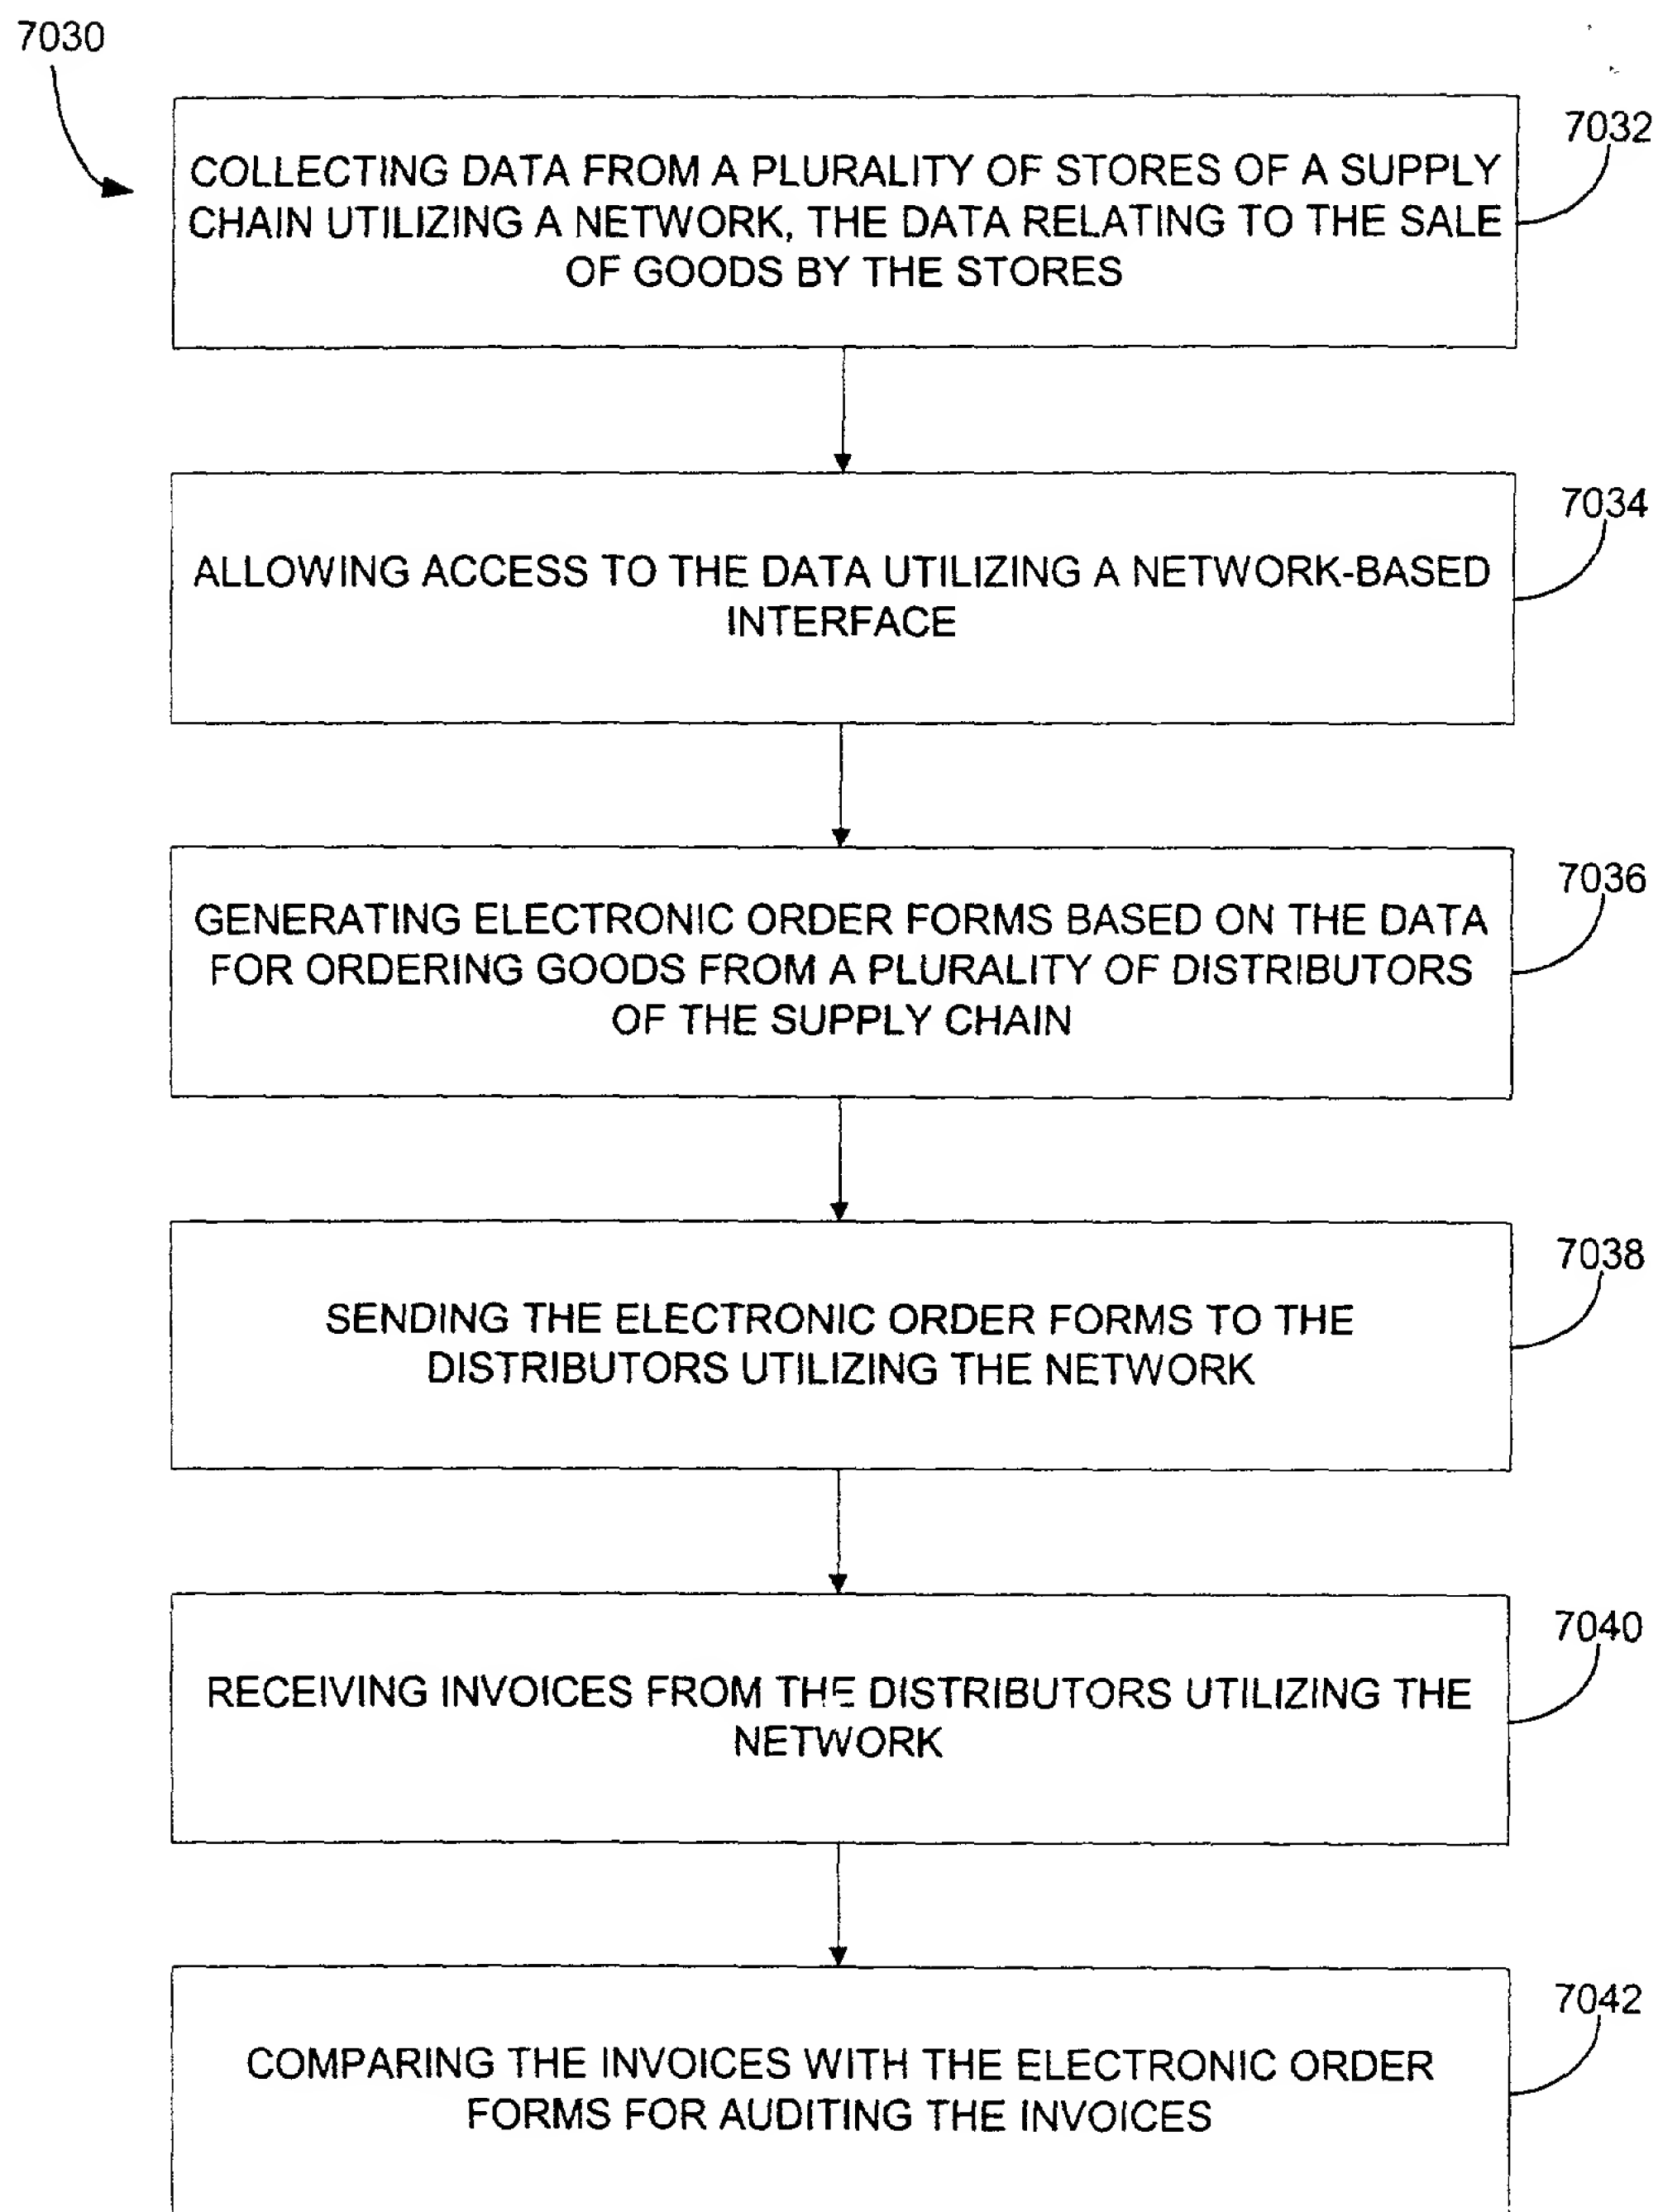 7030
7032
COLLECTING DATA FROM A PLURALITY OF STORES OF A SUPPLY
CHAIN UTILIZING A NETWORK, THE DATA RELATING TO THE SALE
OF GOODS BY THE STORES
7034
ALLOWING ACCESS TO THE DATA UTILIZING A NETWORK-BASED
INTERFACE
7036
GENERATING ELECTRONIC ORDER FORMS BASED ON THE DATA
FOR ORDERING GOODS FROM A PLURALITY OF DISTRIBUTORS
OF THE SUPPLY CHAIN
7038
SENDING THE ELECTRONIC ORDER FORMS TO THE
DISTRIBUTORS UTILIZING THE NETWORK
7040
RECEIVING INVOICES FROM THE DISTRIBUTORS UTILIZING THE
NETWORK
7042
COMPARING THE INVOICES WITH THE ELECTRONIC ORDER
FORMS FOR AUDITING THE INVOICES